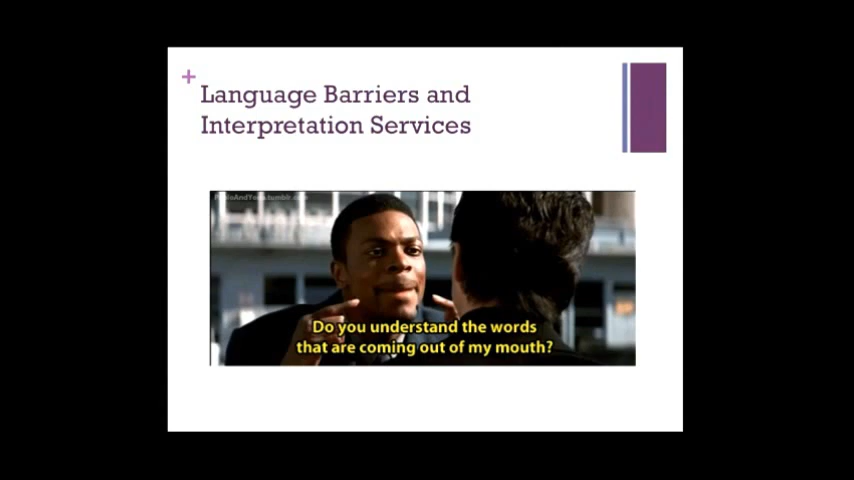 +
Language Barriers and
Interpretation Services
Do you understand the words
that are coming out of my mouth?